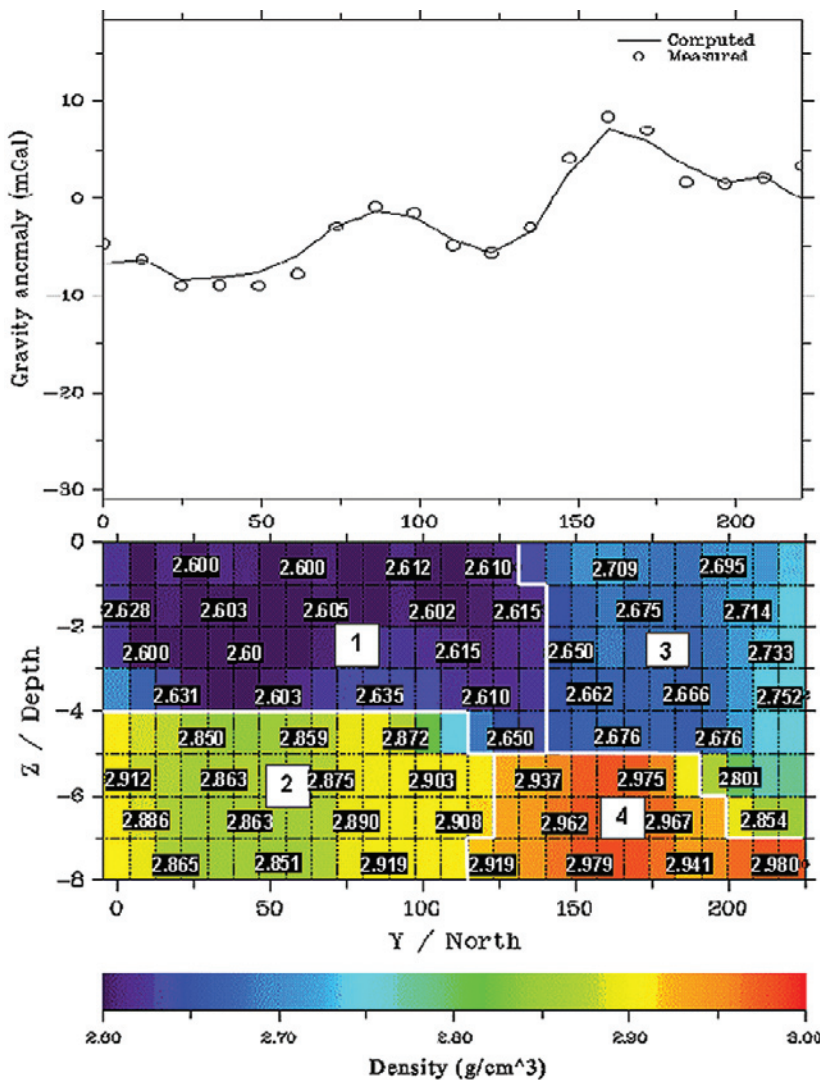 Computed
Measured
10
0
−10
−20
−30
Gravity ancmaly (mCal)
0 50 100 150 200
0
−2
−4
−6
−8
Z / Depth
2.600 2.600 2.612 2.610 2.709 2.695
2.628 2.603 2.605 2.602 2.615 2.675 2.714
2.600 2.60 1 2.615 2.650 3 2.733
2.631 2.603 2.635 2.610 2.662 2.666 2.752
2.850 2.859 2.872 2.650 2.676 2.676
2.912 2.863 2 2.875 2.903 2.937 2.975 2.801
2.886 2.863 2.890 2.908 2.962 4 2.967 2.854
2.865 2.851 2.919 2.919 2.979 2.941 2.980
0 50 100 150 200
Y / North
2.60 2.70 2.80 2.90 3.00
Density (g/cm^3)